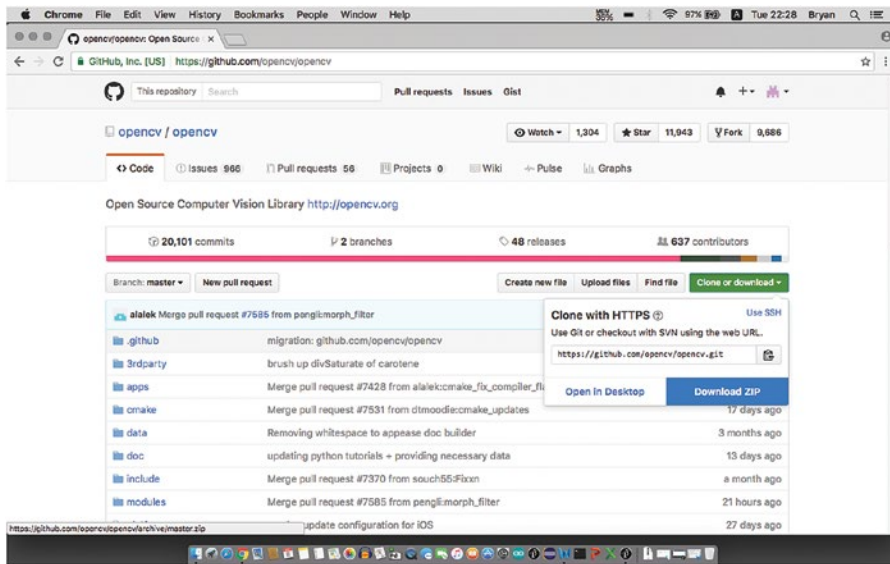 Chrome File Edit View History Bookmarks People Window Help 97% Tue 22:28 Bryan
opencv/opencv: Open Source
GitHub, Inc. [US] https://github.com/opencv/opencv
This repository Search Pull requests Issues Gist
opencv / opencv Watch 1,304 Star 11,943 Fork 9,686
Code Issues 966 Pull requests 56 Projects 0 Wiki Pulse Graphs
Open Source Computer Vision Library http://opencv.org
20,101 commits 2 branches 48 releases 637 contributors
Branch: master New pull request Create new file Upload files Find file Clone or download
alalek Merge pull request #7585 from pengli:morph_filter
Clone with HTTPS Use SSH
Use Git or checkout with SVN using the web URL.
https://github.com/opencv/opencv.git
Open in Desktop Download ZIP
.github migration: github.com/opencv/opencv
3rdparty brush up divSaturate of carotene
apps Merge pull request #7428 from alalek:cmake_fix_compiler_fla
cmake Merge pull request #7531 from dtmoodie:cmake_updates 17 days ago
data Removing whitespace to appease doc builder 3 months ago
doc updating python tutorials + providing necessary data 13 days ago
include Merge pull request #7370 from souch55:Fixxn a month ago
modules Merge pull request #7585 from pengli:morph_filter 21 hours ago
update configuration for iOS 27 days ago
https://github.com/opencv/opencv/archive/master.zip